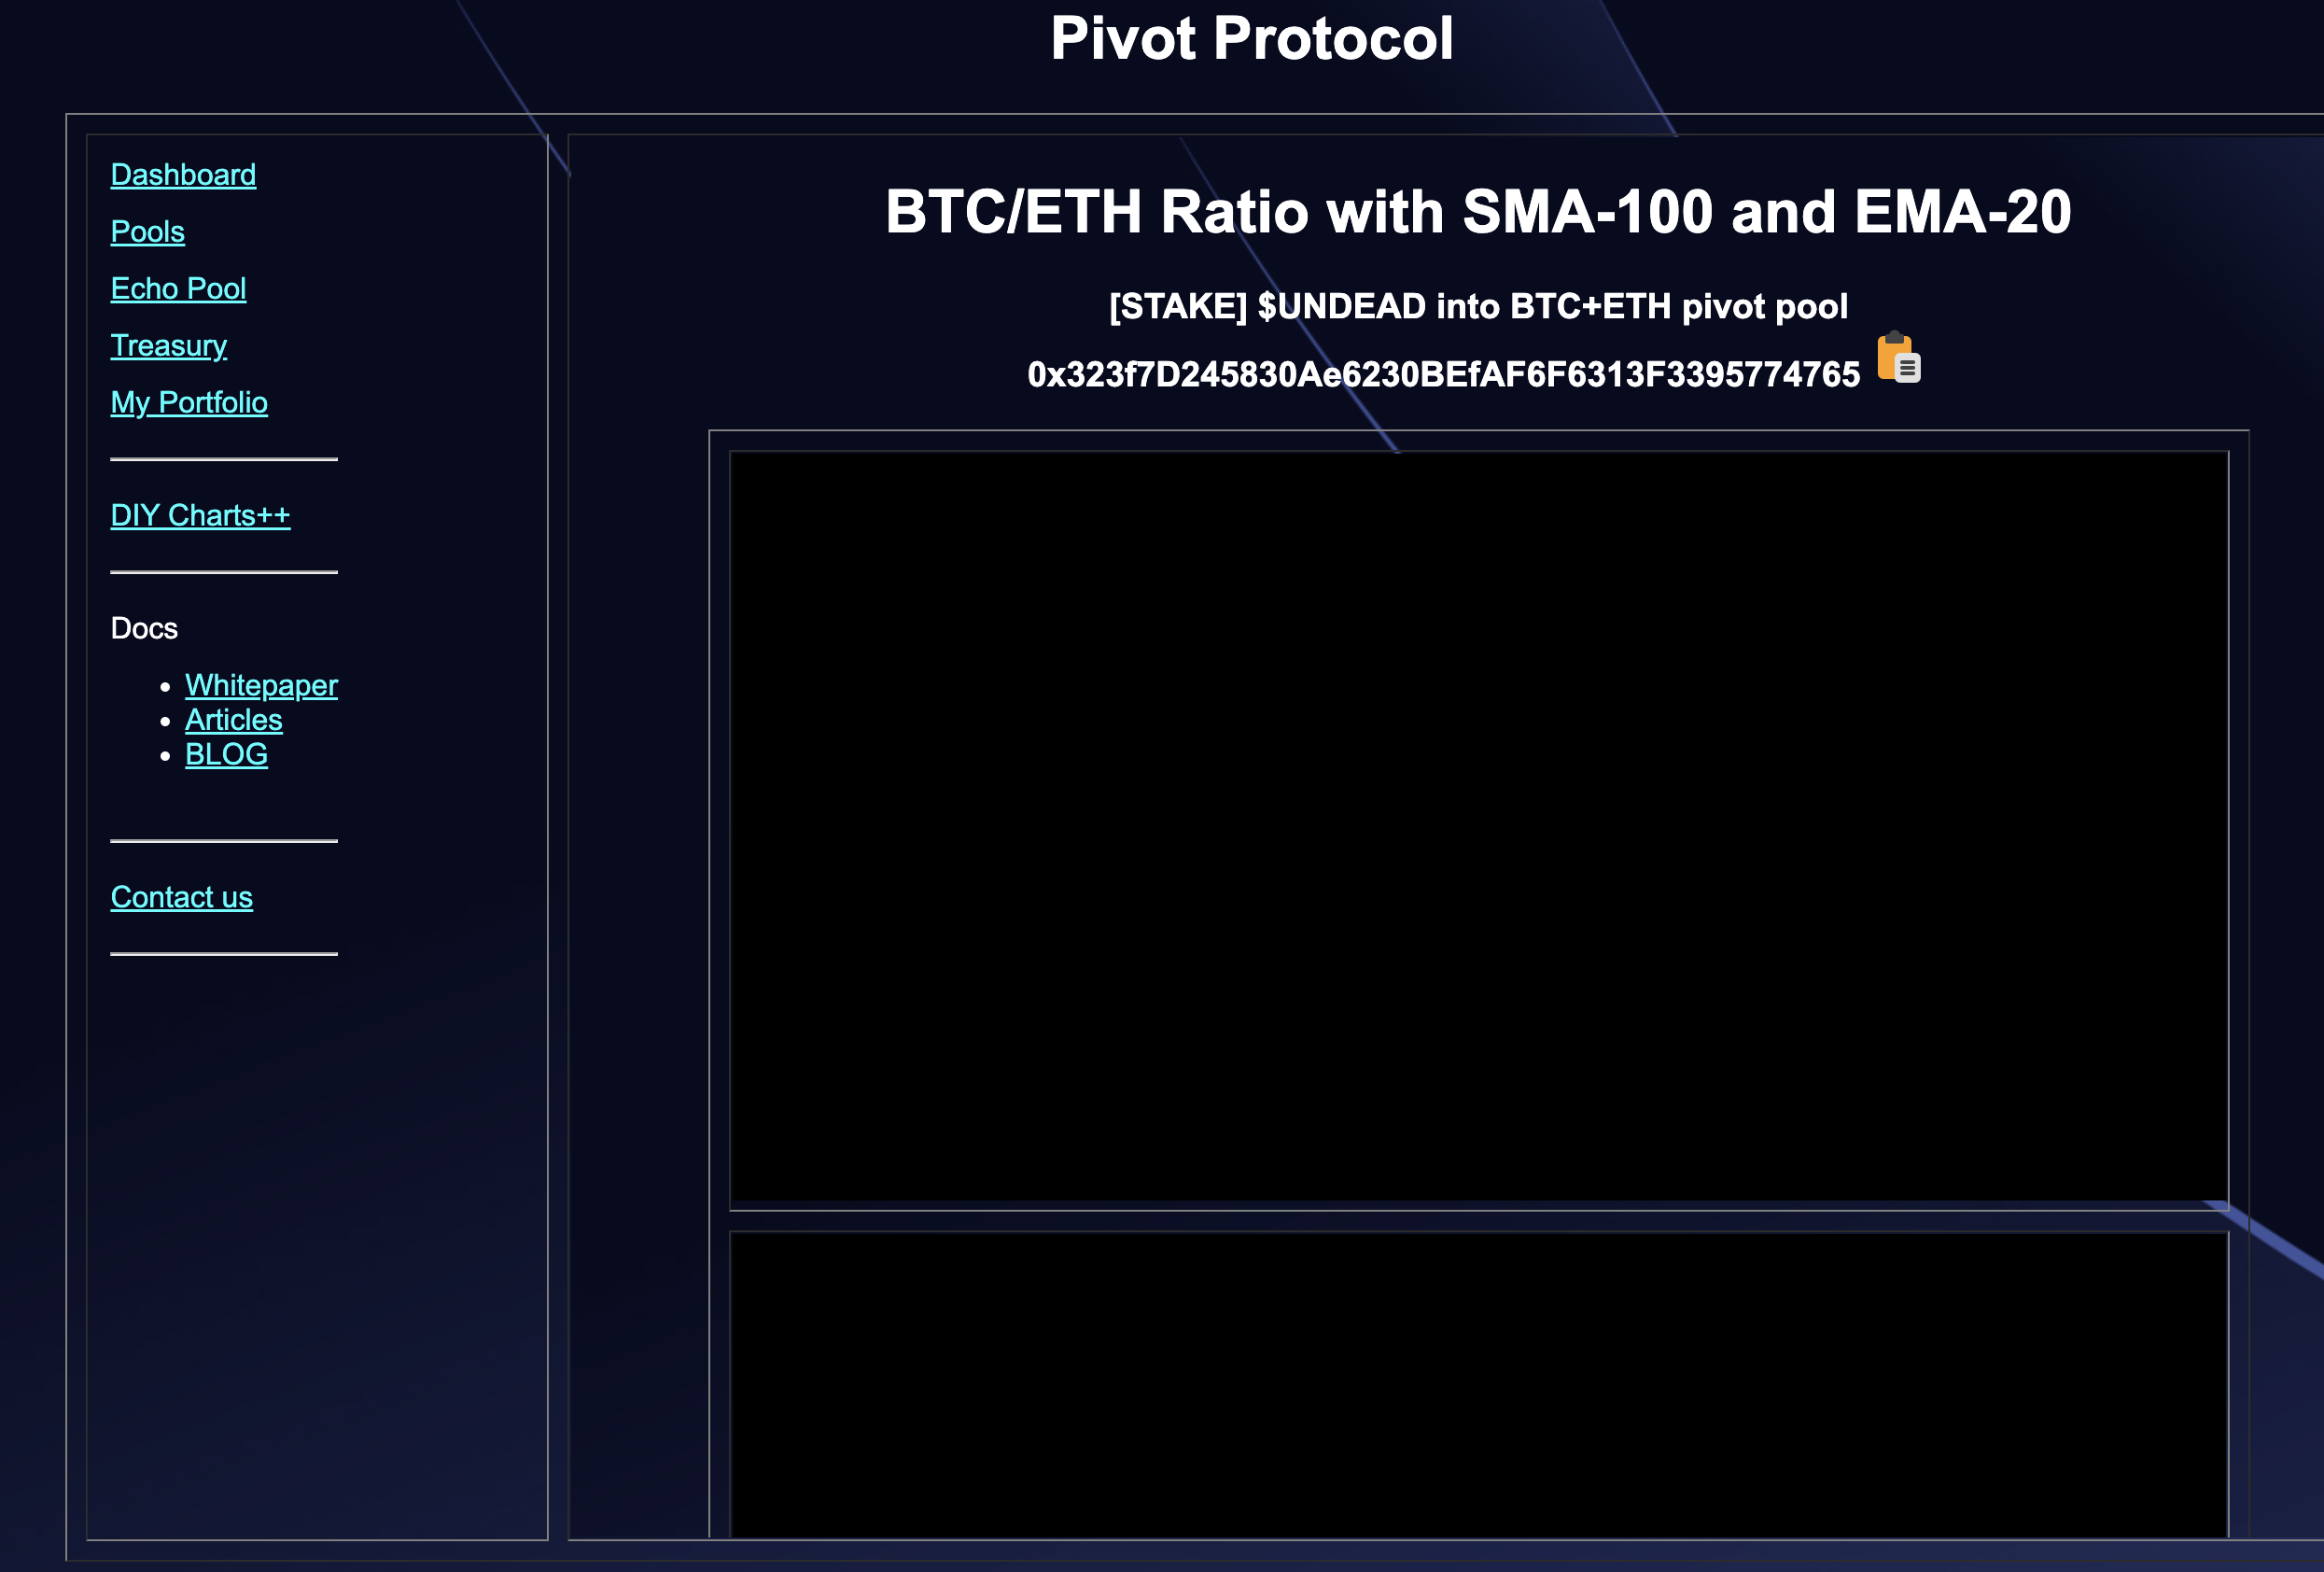 Pivot Protocol
Dashboard
Pools
Echo Pool
Treasury
My Portfolio
DIY Charts++
Docs
Whitepaper
Articles
BLOG
Contact us
BTC/ETH Ratio with SMA-100 and EMA-20
[STAKE] $UNDEAD into BTC+ETH pivot pool
0x323f7D245830Ae6230BEfAF6F6313F3395774765